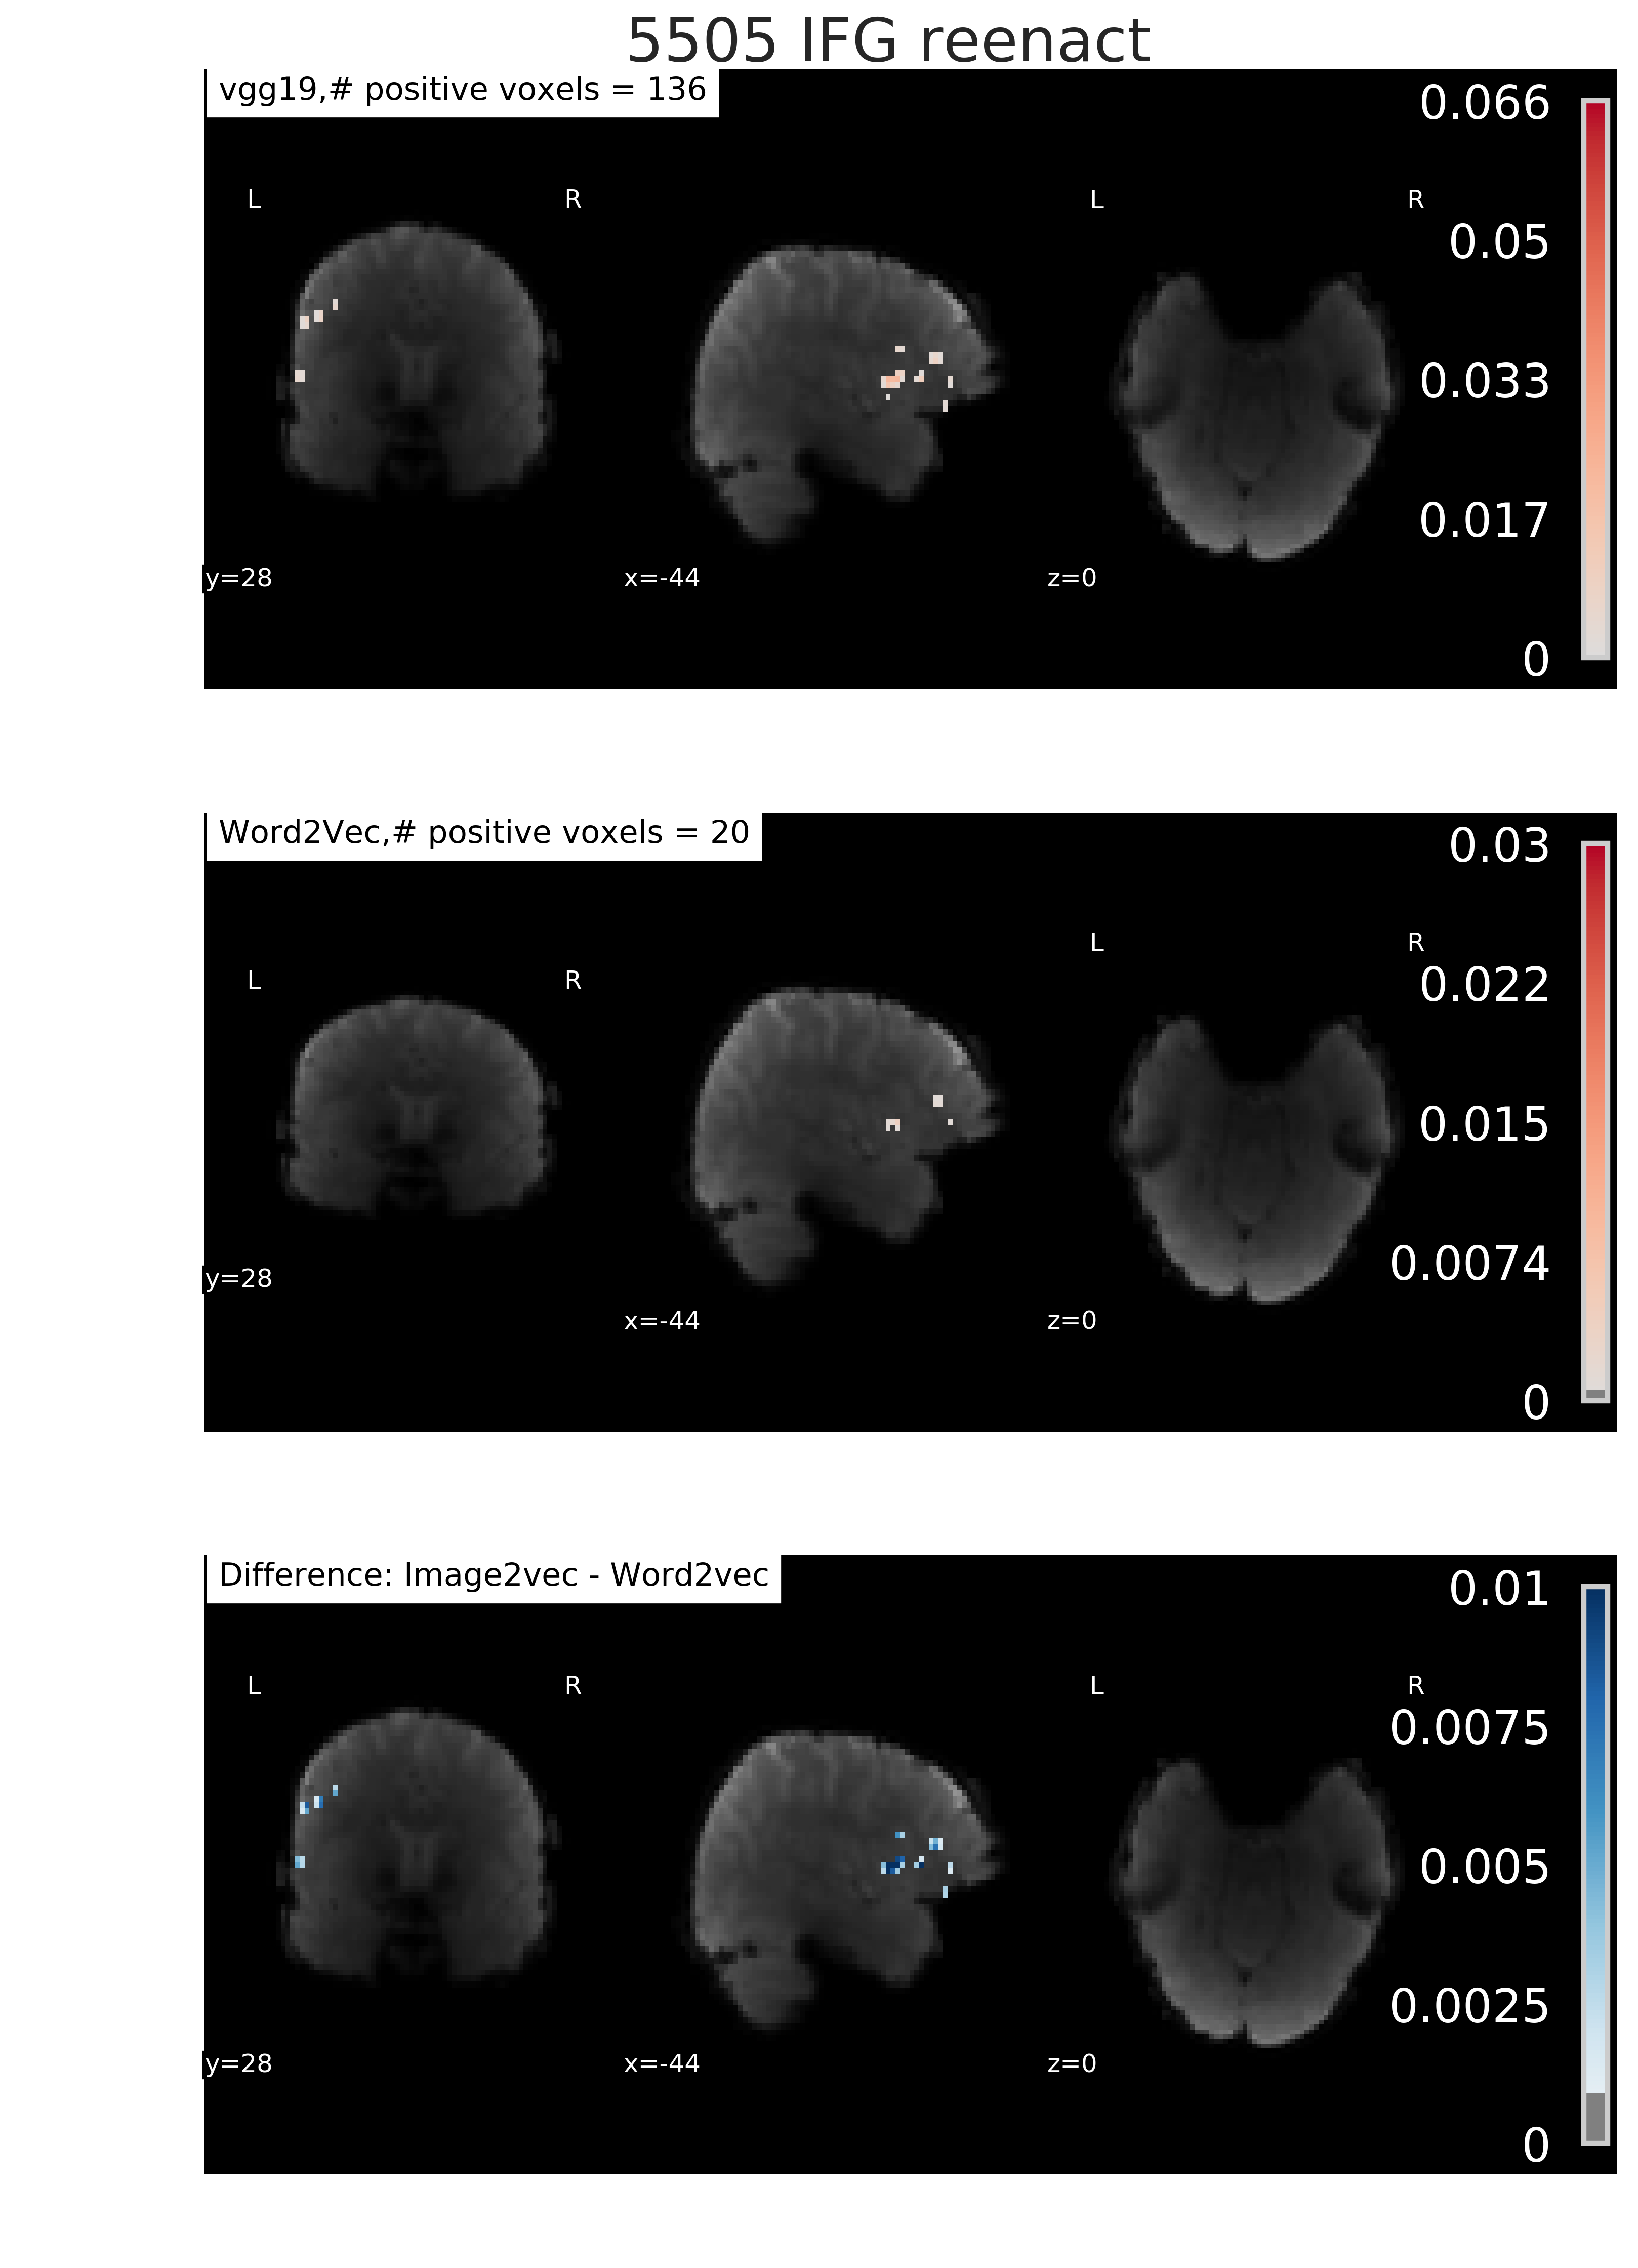 5505 IFG reenact
vgg19,# positive voxels = 136
0.066
L R L R
0.05
0.033
0.017
y=28 x=-44 z=0
0
Word2Vec,# positive voxels = 20
0.03
L R
L R
0.022
0.015
0.0074
y=28
x=-44 z=0
0
Difference: Image2vec - Word2vec
0.01
L R L R
0.0075
0.005
0.0025
y=28 x=-44 z=0
0